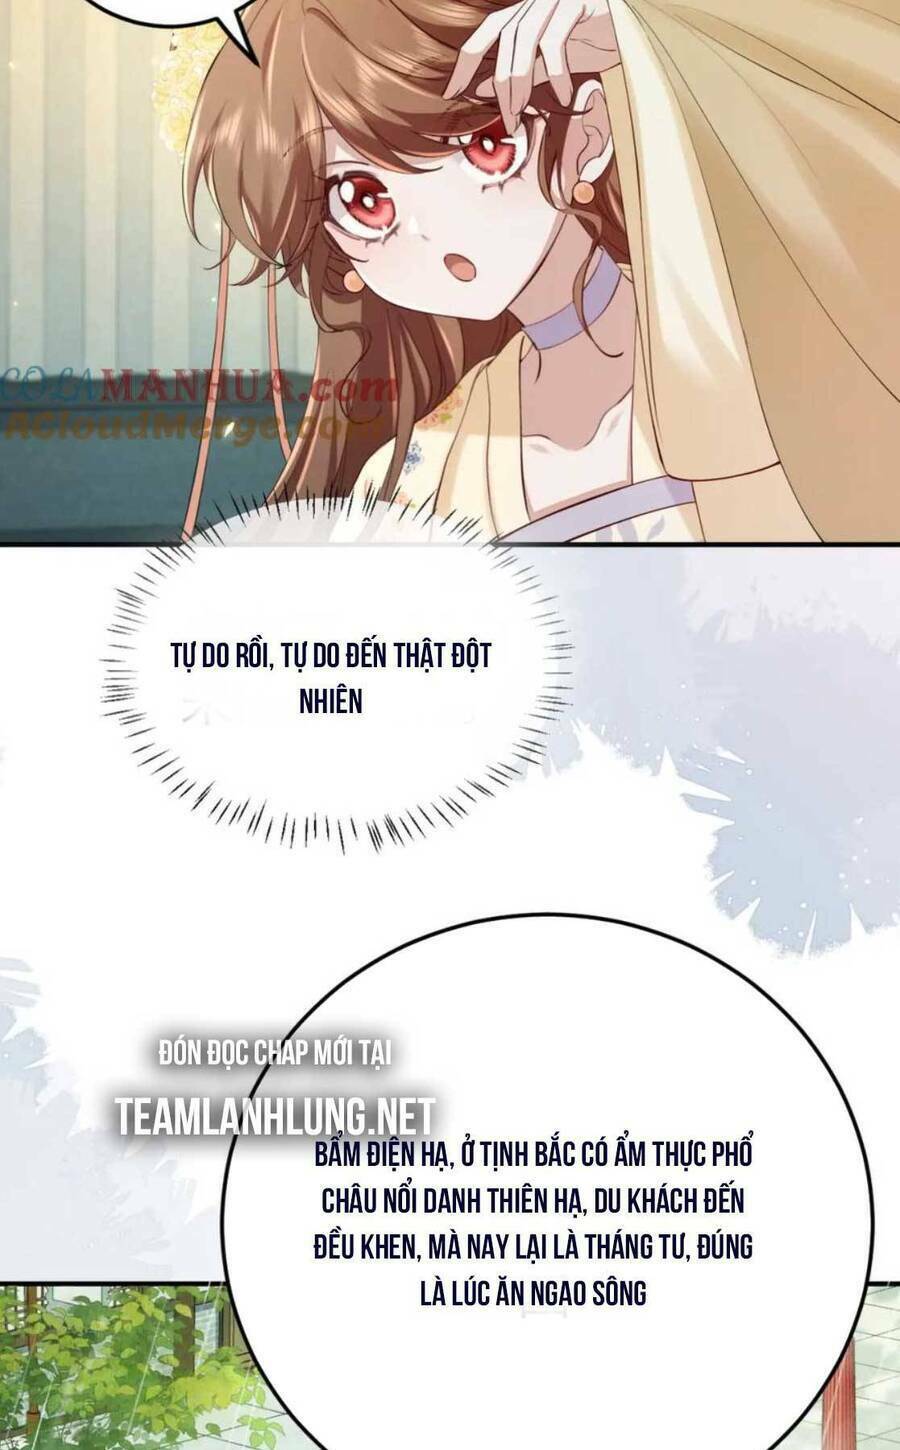 COLAMANHUA.com
ACloudMerge.com
TỰ DO RỒI, TỰ DO ĐẾN THẬT ĐỘT
NHIÊN
ĐÓN ĐỌC CHAP MỚI TẠI
TEAMLANHLUNG.NET
BẨM ĐIỆN HẠ, Ở TỊNH BẮC CÓ ẨM THỰC PHỔ
CHÂU NỔI DANH THIÊN HẠ, DU KHÁCH ĐẾN
ĐỀU KHEN, MÀ NAY LẠI LÀ THÁNG TƯ, ĐÚNG
LÀ LÚC ĂN NGAO SÔNG